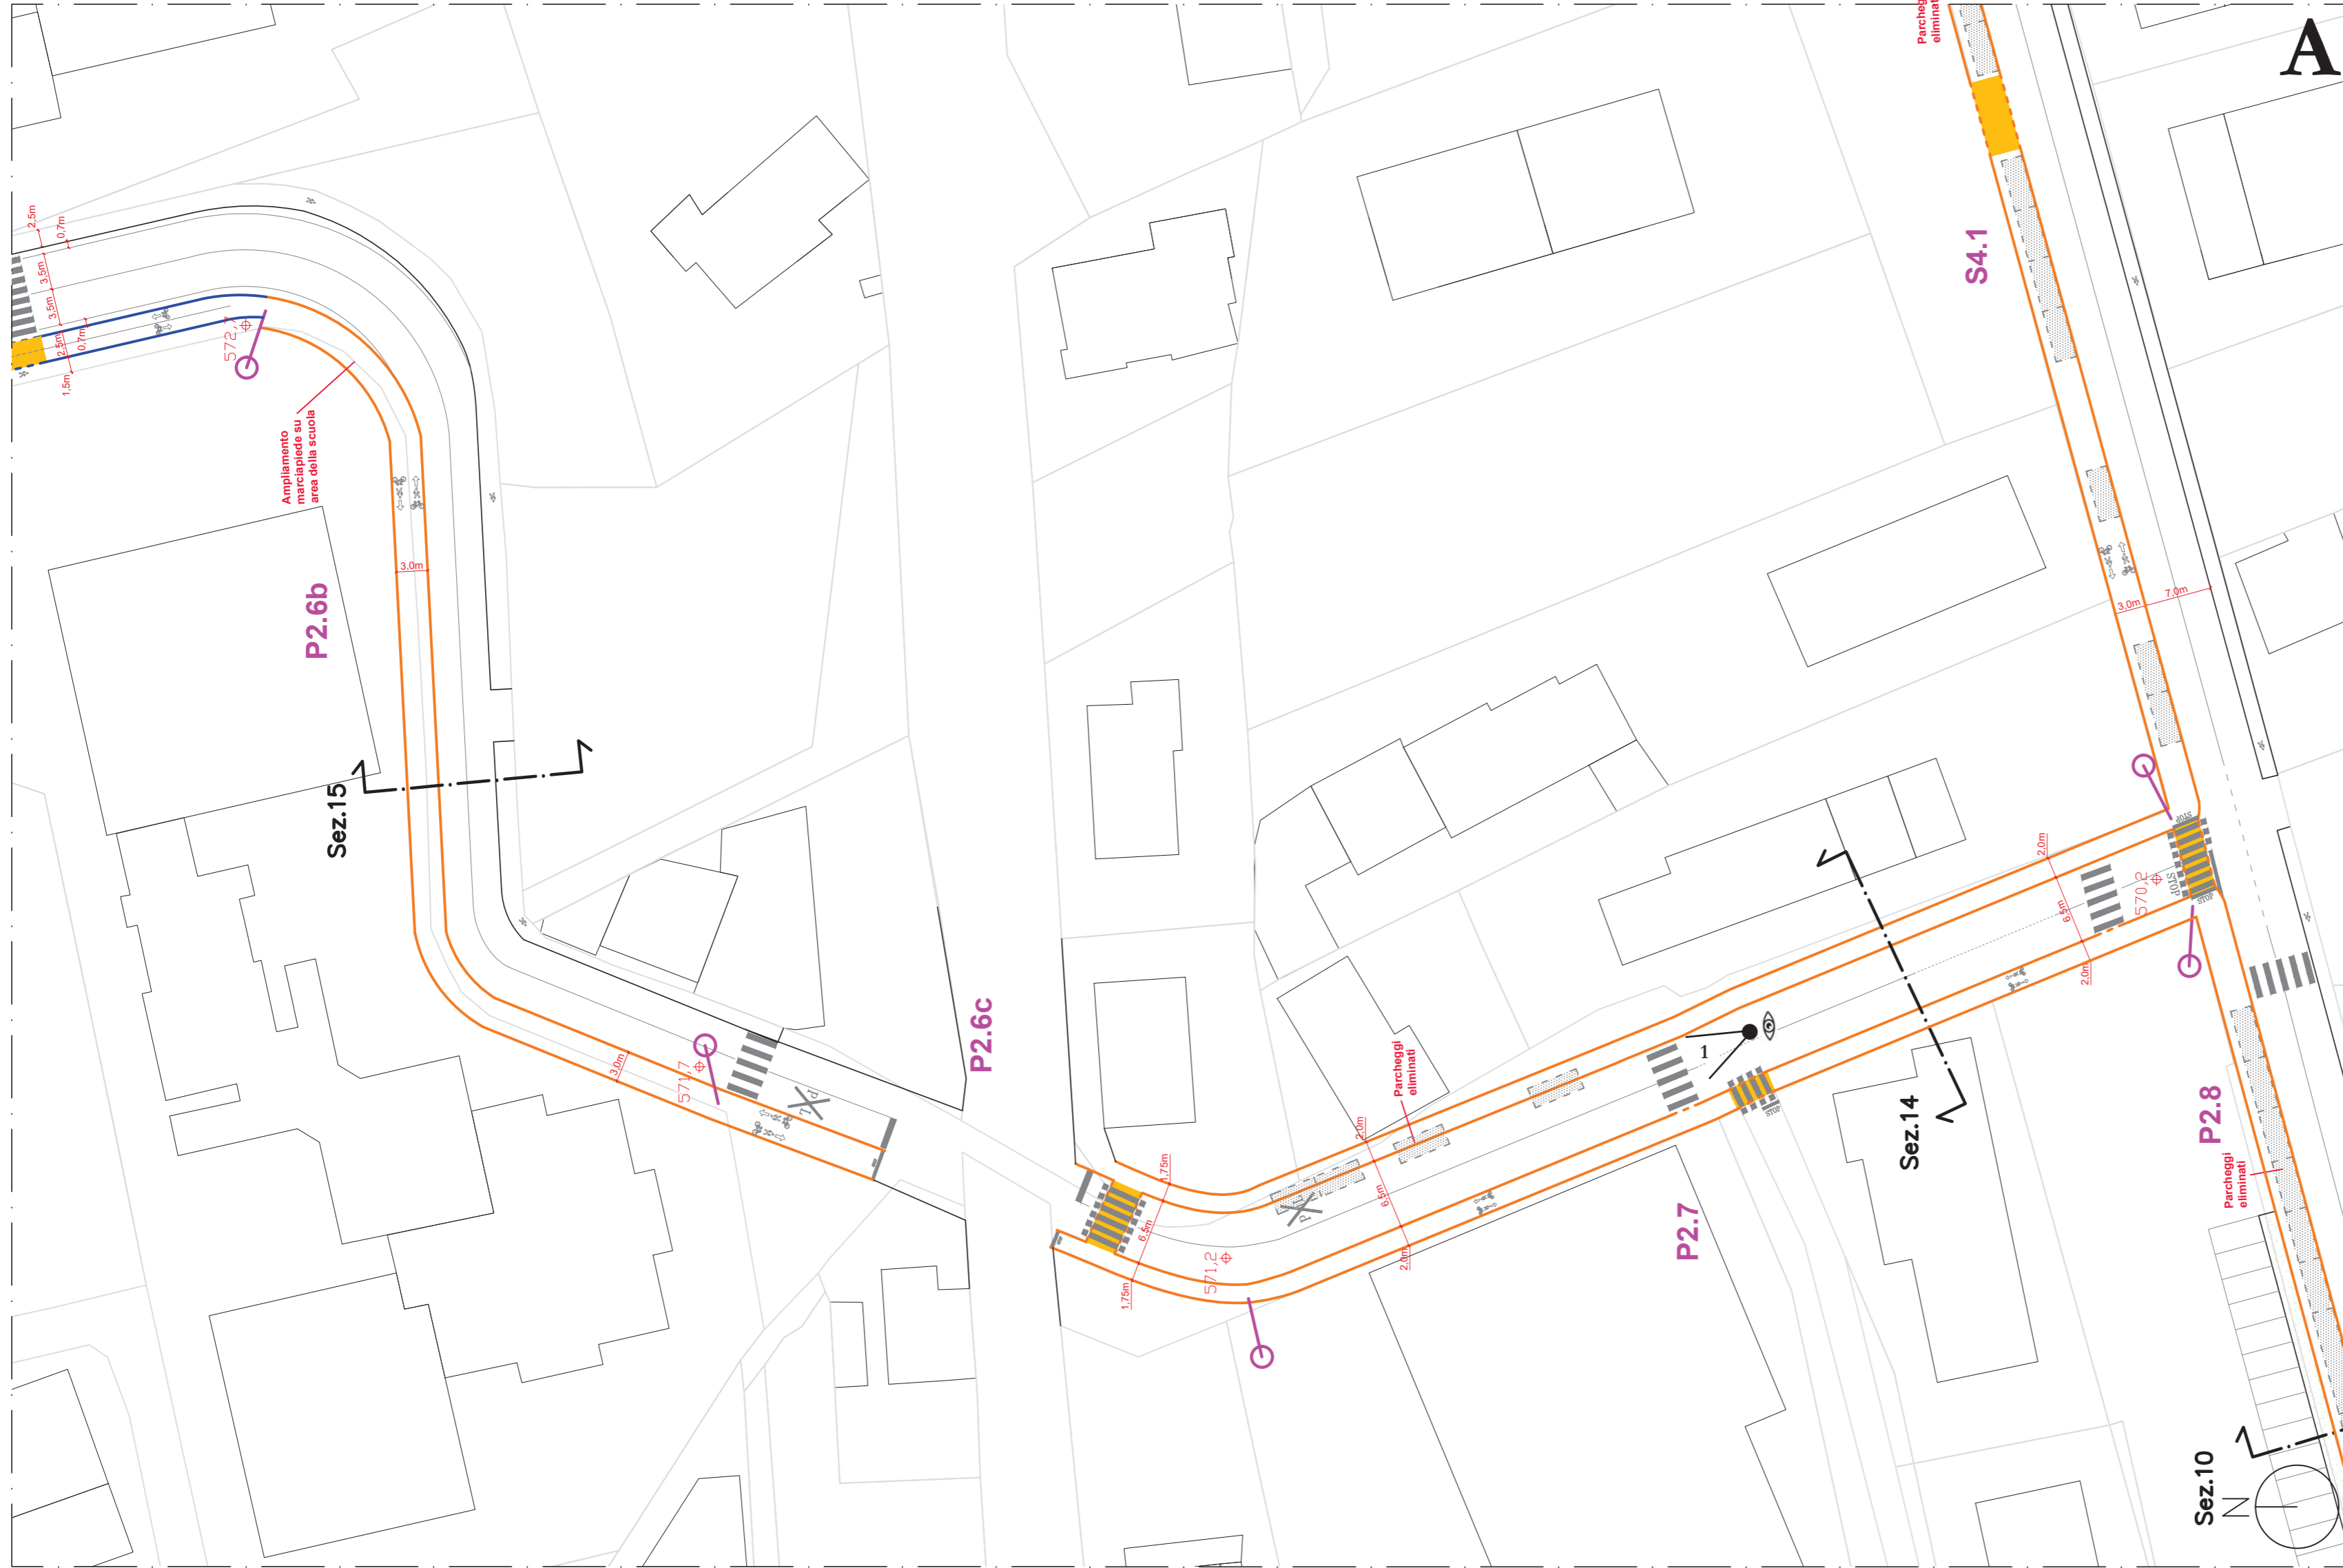 A
Parcheg
eliminat
2,5m
0,7m
3,5m
3,5m
2,5m
0,7m
1,5m
572,7
Ampliamento
marciapiede su
area della scuola
S4.1
P2.6b
3,0m
3,0m
7,0m
Sez.15
2,0m
6,5m
2,0m
570,2
STOP
STOP
STOP
P2.6c
571,7
3,0m
P
L
1
Parcheggi
eliminati
STOP
Sez.14
P2.8
Parcheggi
eliminati
2,0m
6,5m
2,0m
P
1,75m
6,5m
1,75m
571,2
P2.7
Sez.10
N